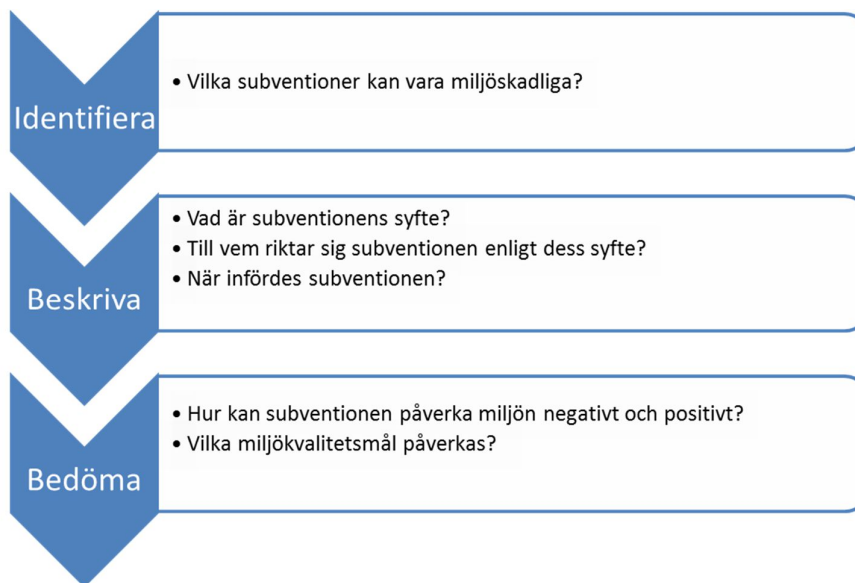 Identifiera
• Vilka subventioner kan vara miljöskadliga?
Beskriva
• Vad är subventionens syfte?
• Till vem riktar sig subventionen enligt dess syfte?
• När infördes subventionen?
Bedöma
• Hur kan subventionen påverka miljön negativt och positivt?
• Vilka miljökvalitetsmål påverkas?